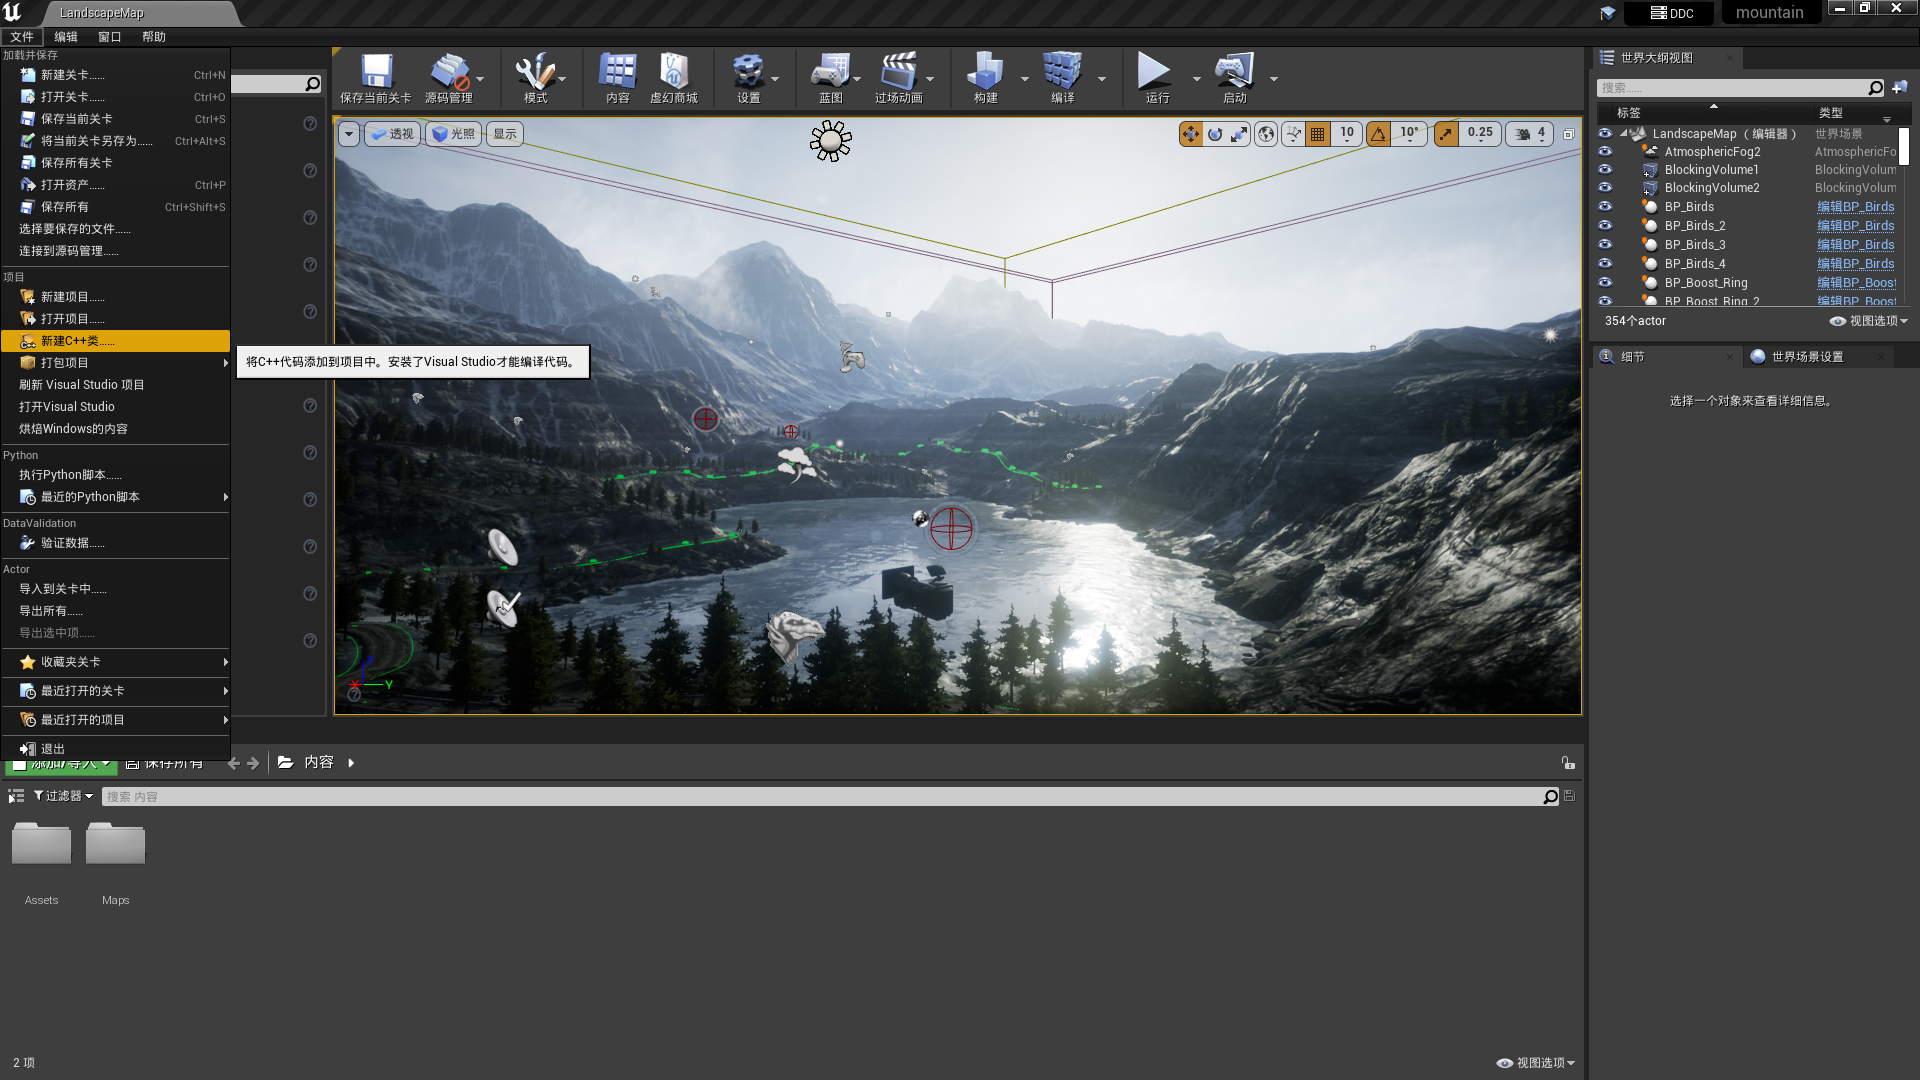 LandscapeMap
DDC
mountain
文件 编辑 窗口 帮助
加载并保存
新建关卡…… Ctrl+N
打开关卡…… Ctrl+O
保存当前关卡 Ctrl+S
将当前关卡另存为…… Ctrl+Alt+S
保存所有关卡
打开资产…… Ctrl+P
保存所有 Ctrl+Shift+S
选择要保存的文件……
连接到源码管理……
项目
新建项目……
打开项目……
新建C++类……
打包项目
刷新 Visual Studio 项目
打开Visual Studio
烘焙Windows的内容
Python
执行Python脚本……
最近的Python脚本
DataValidation
验证数据……
Actor
导入到关卡中……
导出所有……
导出选中项……
收藏夹关卡
最近打开的关卡
最近打开的项目
退出
将C++代码添加到项目中。安装了Visual Studio才能编译代码。
保存当前关卡 源码管理 模式 内容 虚幻商城 设置 蓝图 过场动画 构建 编译 运行 启动
透视 光照 显示
10 10° 0.25 4
Z
X Y
世界大纲视图
搜索……
标签 类型
LandscapeMap（编辑器） 世界场景
AtmosphericFog2 AtmosphericFo
BlockingVolume1 BlockingVolum
BlockingVolume2 BlockingVolum
BP_Birds 编辑BP_Birds
BP_Birds_2 编辑BP_Birds
BP_Birds_3 编辑BP_Birds
BP_Birds_4 编辑BP_Birds
BP_Boost_Ring 编辑BP_Boost
BP_Boost_Ring_2 编辑BP_Boost
354个actor 视图选项
细节 世界场景设置
选择一个对象来查看详细信息。
添加/导入 保存所有 内容
过滤器 搜索 内容
Assets Maps
2 项 视图选项